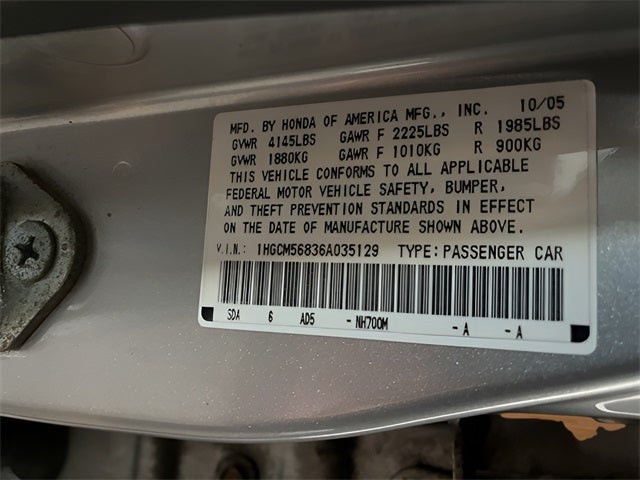 MFD. BY HONDA OF AMERICA MFG., INC. 10/05
GVWR 4145LBS GAWR F 2225LBS R 1985LBS
GVWR 1880KG GAWR F 1010KG R 900KG
THIS VEHICLE CONFORMS TO ALL APPLICABLE
FEDERAL MOTOR VEHICLE SAFETY, BUMPER,
AND THEFT PREVENTION STANDARDS IN EFFECT
ON THE DATE OF MANUFACTURE SHOWN ABOVE.
V.I.N.: 1HGCM56836A035129 TYPE: PASSENGER CAR
SDA 6 AD5 - NH700M - A - A